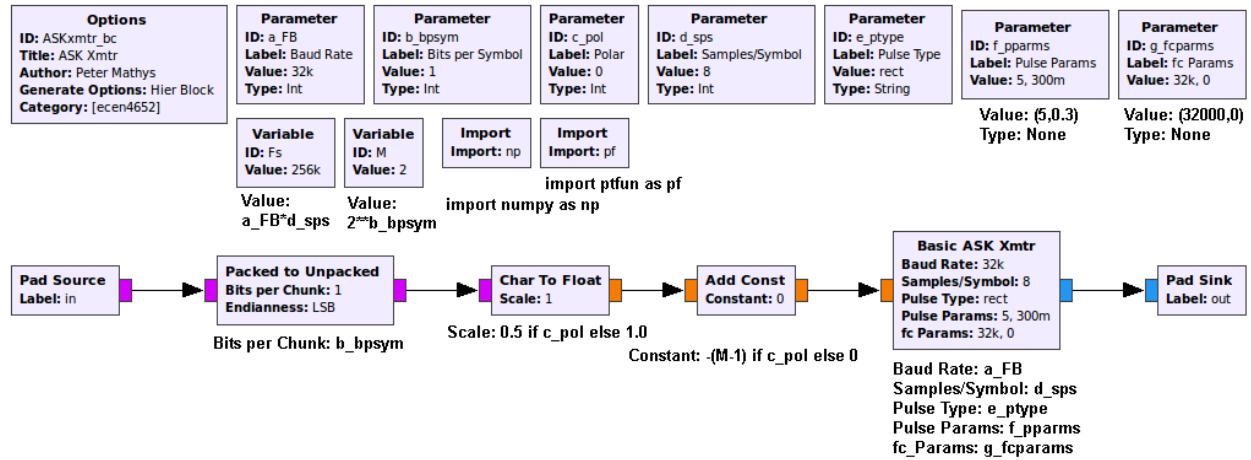 Options
ID: ASKxmtr_bc
Title: ASK Xmtr
Author: Peter Mathys
Generate Options: Hier Block
Category: [ecen4652]
Parameter
ID: a_FB
Label: Baud Rate
Value: 32k
Type: Int
Parameter
ID: b_bpsym
Label: Bits per Symbol
Value: 1
Type: Int
Parameter
ID: c_pol
Label: Polar
Value: 0
Type: Int
Parameter
ID: d_sps
Label: Samples/Symbol
Value: 8
Type: Int
Parameter
ID: e_ptype
Label: Pulse Type
Value: rect
Type: String
Parameter
ID: f_pparms
Label: Pulse Params
Value: 5, 300m
Value: (5,0.3)
Type: None
Parameter
ID: g_fcparms
Label: fc Params
Value: 32k, 0
Value: (32000,0)
Type: None
Variable
ID: Fs
Value: 256k
Value:
a_FB*d_sps
Variable
ID: M
Value: 2
Value:
2**b_bpsym
Import
Import: np
import numpy as np
Import
Import: pf
import ptfun as pf
Pad Source
Label: in
Packed to Unpacked
Bits per Chunk: 1
Endianness: LSB
Bits per Chunk: b_bpsym
Char To Float
Scale: 1
Scale: 0.5 if c_pol else 1.0
Add Const
Constant: 0
Constant: -(M-1) if c_pol else 0
Basic ASK Xmtr
Baud Rate: 32k
Samples/Symbol: 8
Pulse Type: rect
Pulse Params: 5, 300m
fc Params: 32k, 0
Baud Rate: a_FB
Samples/Symbol: d_sps
Pulse Type: e_ptype
Pulse Params: f_pparms
fc_Params: g_fcparams
Pad Sink
Label: out